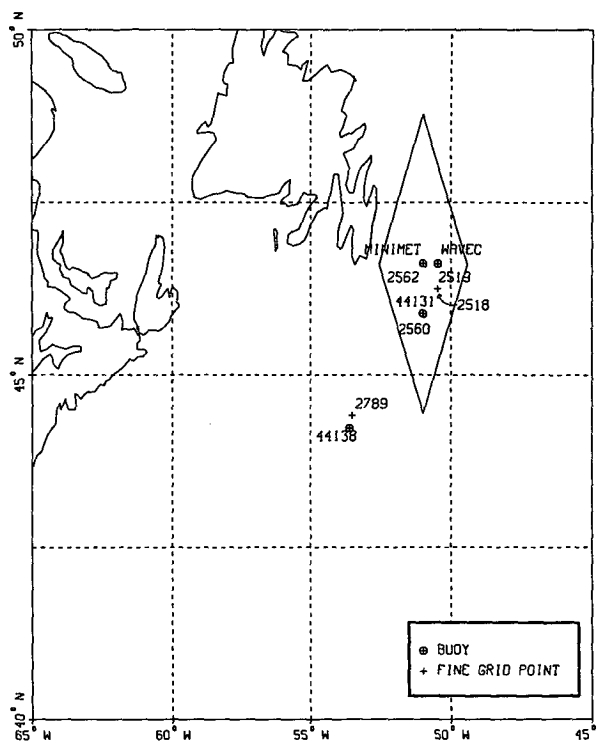 50° N
MINIMET WAVEC
2562 2519
44131 2518
2560
45° N
2789
44138
BUOY
FINE GRID POINT
40° N
65° W 60° W 55° W 50° W 45°